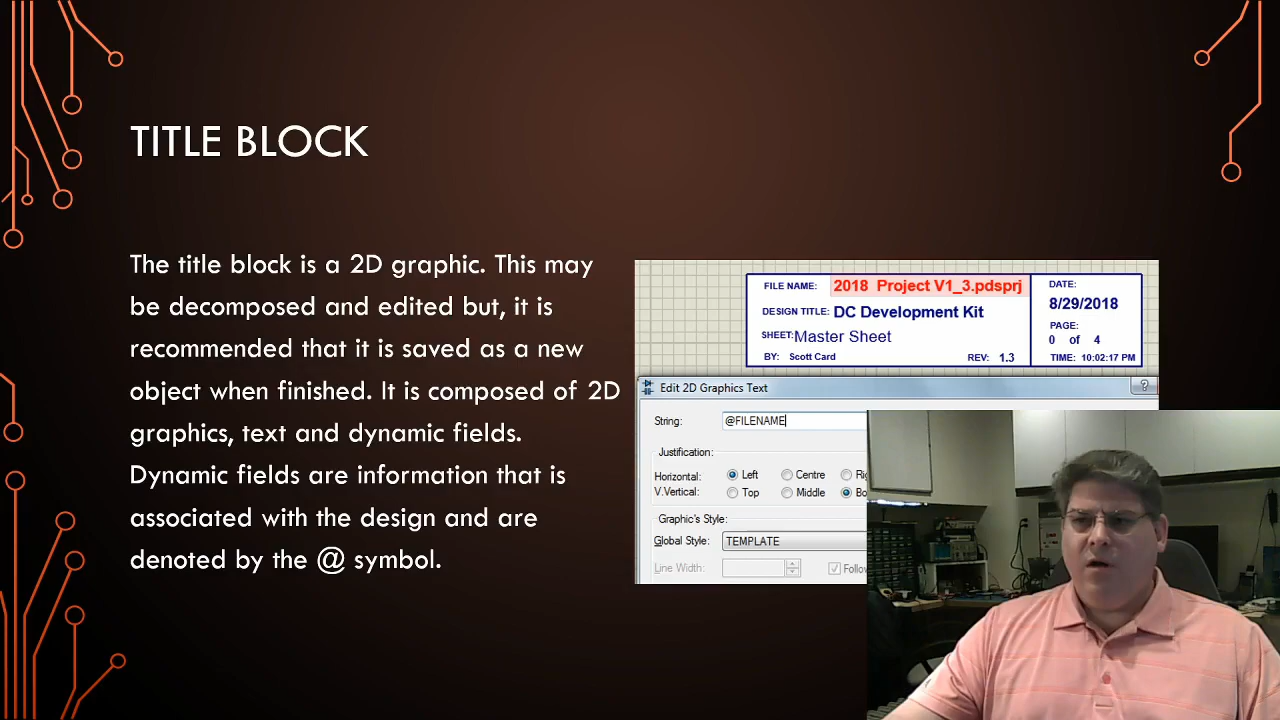 TITLE BLOCK
The title block is a 2D graphic. This may
be decomposed and edited but, it is
recommended that it is saved as a new
object when finished. It is composed of 2D
graphics, text and dynamic fields.
Dynamic fields are information that is
associated with the design and are
denoted by the @ symbol.
FILE NAME: 2018 Project V1_3.pdsprj
DESIGN TITLE: DC Development Kit
SHEET: Master Sheet
BY: Scott Card REV: 1.3
DATE:
8/29/2018
PAGE:
0 of 4
TIME: 10:02:17 PM
Edit 2D Graphics Text ?
String: @FILENAME
Justification:
Horizontal: Left Centre
V.Vertical: Top Middle
Graphic's Style:
Global Style: TEMPLATE
Line Width: